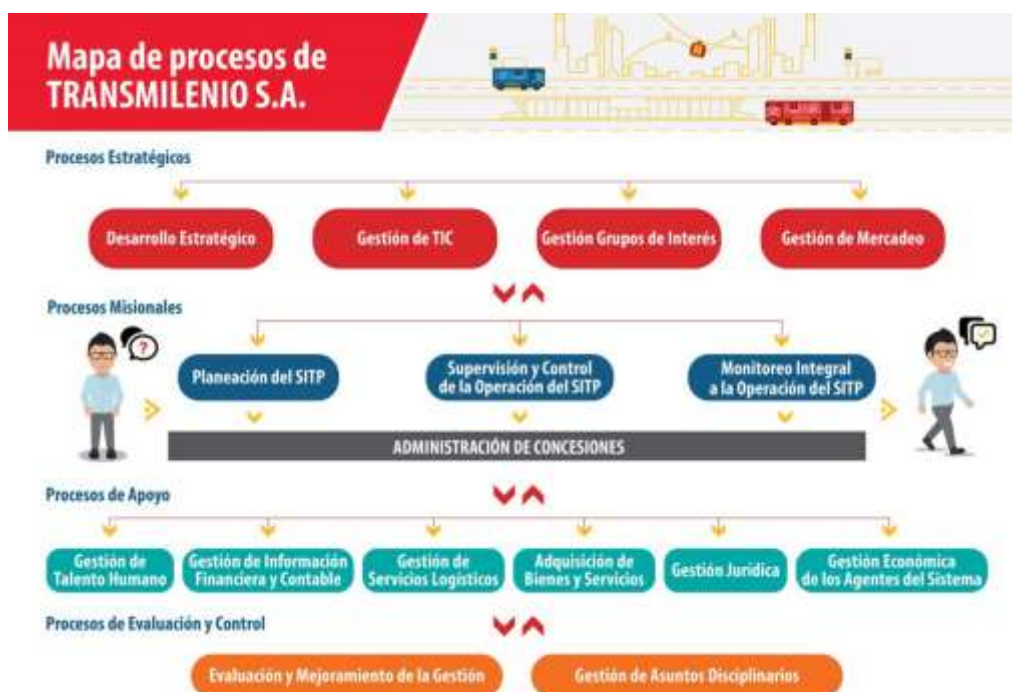 Mapa de procesos de
TRANSMILENIO S.A.
Procesos Estratégicos
Desarrollo Estratégico
Gestión de TIC
Gestión Grupos de Interés
Gestión de Mercadeo
Procesos Misionales
?
Planeación del SITP
Supervisión y Control
de la Operación del SITP
Monitoreo Integral
a la Operación del SITP
ADMINISTRACIÓN DE CONCESIONES
Procesos de Apoyo
Gestión de
Talento Humano
Gestión de Información
Financiera y Contable
Gestión de
Servicios Logísticos
Adquisición de
Bienes y Servicios
Gestión Jurídica
Gestión Económica
de los Agentes del Sistema
Procesos de Evaluación y Control
Evaluación y Mejoramiento de la Gestión
Gestión de Asuntos Disciplinarios